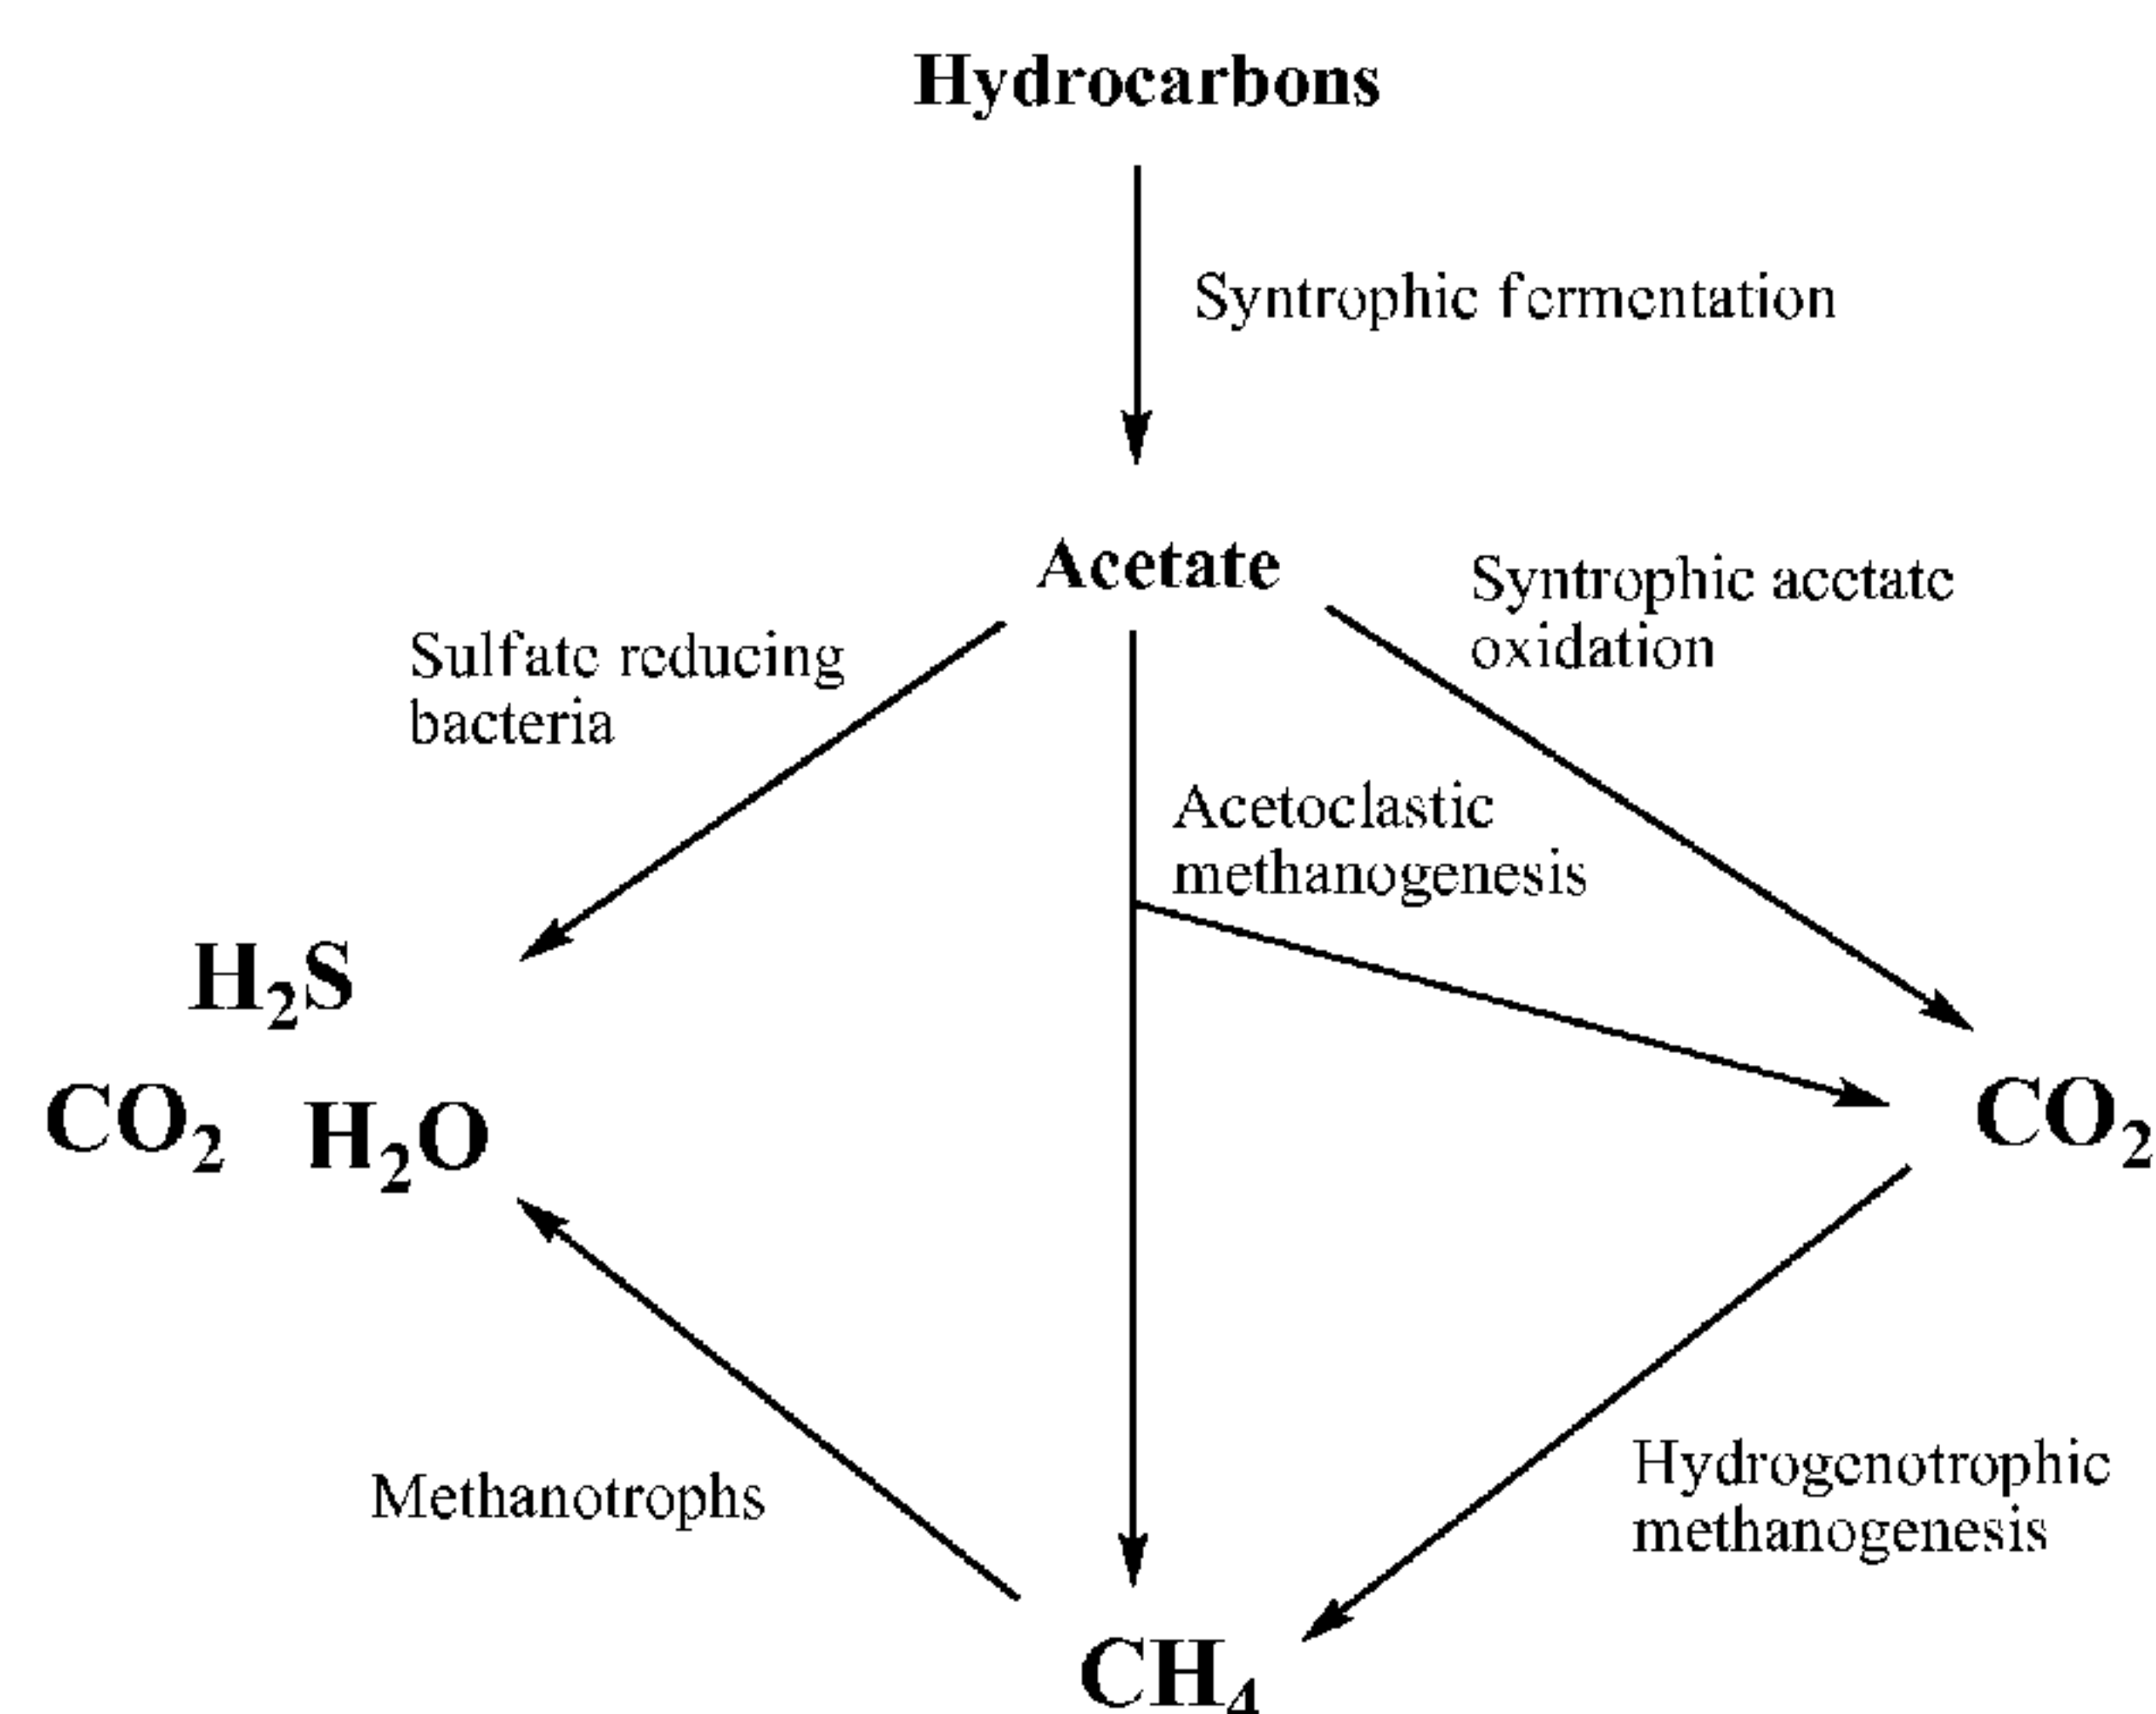 Hydrocarbons
Syntrophic fermentation
Acetate
Syntrophic acetate
oxidation
Sulfate reducing
bacteria
Acetoclastic
methanogenesis
H₂S
CO₂ H₂O
CO₂
Methanotrophs
Hydrogenotrophic
methanogenesis
CH₄